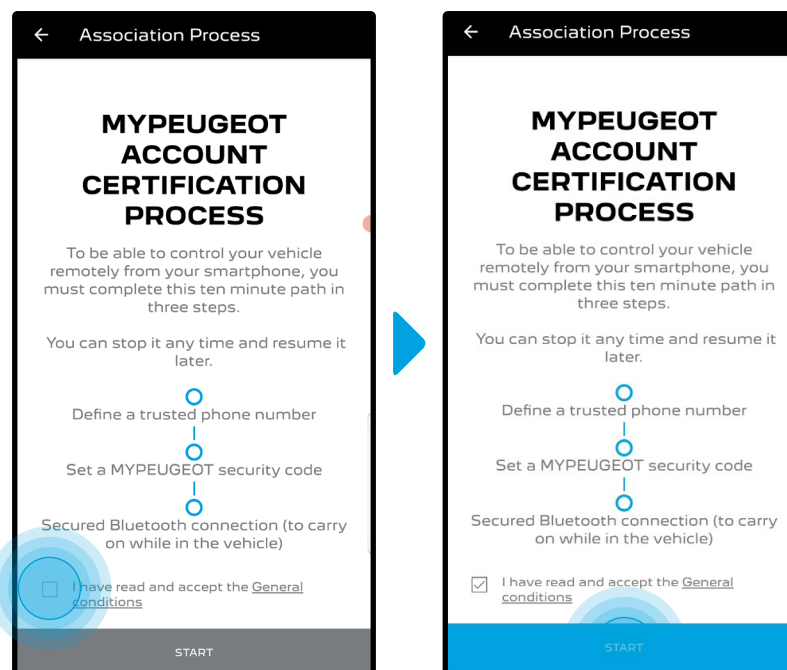 Association Process
MYPEUGEOT
ACCOUNT
CERTIFICATION
PROCESS
To be able to control your vehicle
remotely from your smartphone, you
must complete this ten minute path in
three steps.
You can stop it any time and resume it
later.
Define a trusted phone number
Set a MYPEUGEOT security code
Secured Bluetooth connection (to carry
on while in the vehicle)
I have read and accept the General
conditions
START
Association Process
MYPEUGEOT
ACCOUNT
CERTIFICATION
PROCESS
To be able to control your vehicle
remotely from your smartphone, you
must complete this ten minute path in
three steps.
You can stop it any time and resume it
later.
Define a trusted phone number
Set a MYPEUGEOT security code
Secured Bluetooth connection (to carry
on while in the vehicle)
I have read and accept the General
conditions
START